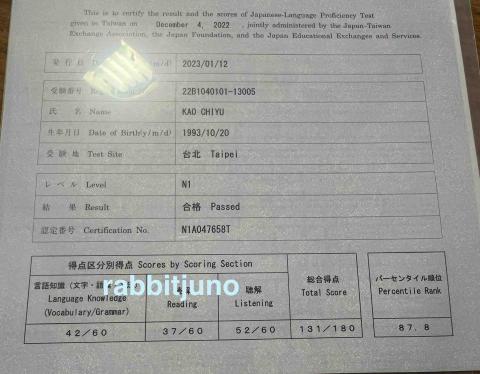 This is to certify the result and the scores of Japanese-Language Proficiency Test
given in Taiwan on December 4, 2022 , jointly administered by the Japan-Taiwan
Exchange Association, the Japan Foundation, and the Japan Educational Exchanges and Services.
発行日 (y/m/d) 2023/01/12
受験番号 22B1040101-13005
氏 名 Name KAO CHIYU
生年月日 Date of Birth(y/m/d) 1993/10/20
受 験 地 Test Site 台北 Taipei
レ ベ ル Level N1
結 果 Result 合格 Passed
認定番号 Certification No. N1A047658T
得点区分別得点 Scores by Scoring Section
言語知識（文字・語
Language Knowledge
(Vocabulary/Grammar)
Reading
聴解
Listening
総合得点
Total Score
パーセンタイル順位
Percentile Rank
rabbitjuno
42/60 37/60 52/60 131/180 87.8